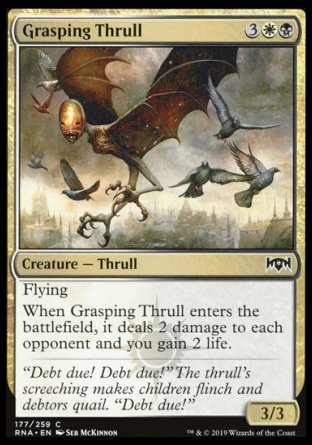 Grasping Thrull 3
Creature — Thrull
Flying
When Grasping Thrull enters the
battlefield, it deals 2 damage to each
opponent and you gain 2 life.
"Debt due! Debt due!" The thrull's
screeching makes children flinch and
debtors quail. "Debt due!"
3/3
177/259 C
RNA • EN Seb McKinnon
™ & © 2019 Wizards of the Coast